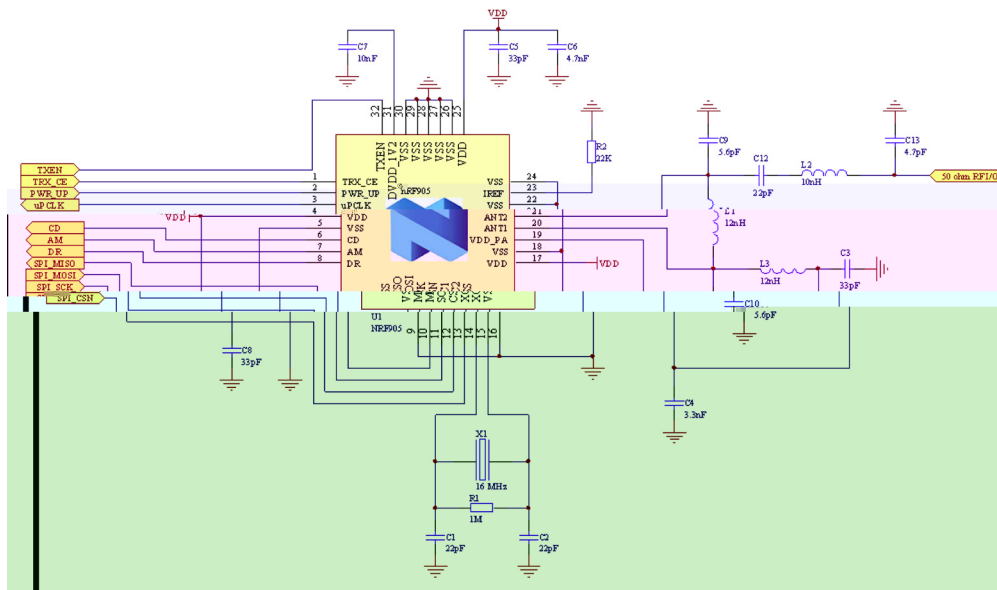 VDD
C7
10nF
C5
33pF
C6
4.7nF
32
31
30
29
28
27
26
25
TXEN
DVDD_1V2
VSS
VSS
VSS
VSS
VSS
VDD
R2
22K
C9
5.6pF
C13
4.7pF
C12
22pF
L2
10nH
50 ohm RFI/O
TXEN
TRX_CE
PWR_UP
uPCLK
1
2
3
4
5
6
7
8
TRX_CE
PWR_UP
uPCLK
VDD
VSS
CD
AM
DR
nRF905
VSS
IREF
VSS
ANT2
ANT1
VDD_PA
VSS
VDD
24
23
22
21
20
19
18
17
VDD
VDD
12nH
CD
AM
DR
SPI_MISO
SPI_MOSI
SPI_SCK
SPI_CSN
L3
12nH
C3
33pF
C10
5.6pF
U1
NRF905
9
10
11
12
13
14
15
16
C8
33pF
C4
3.3nF
X1
16 MHz
R1
1M
C1
22pF
C2
22pF